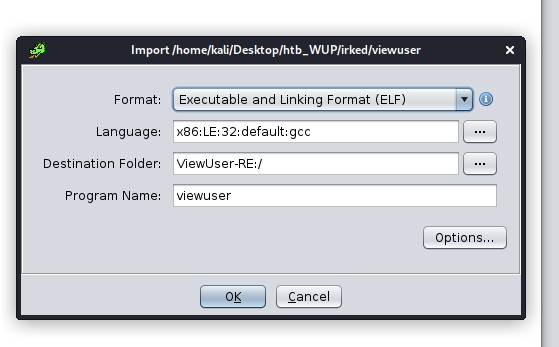 Import /home/kali/Desktop/htb_WUP/irked/viewuser
Format: Executable and Linking Format (ELF)
Language: x86:LE:32:default:gcc ...
Destination Folder: ViewUser-RE:/ ...
Program Name: viewuser
Options...
OK Cancel